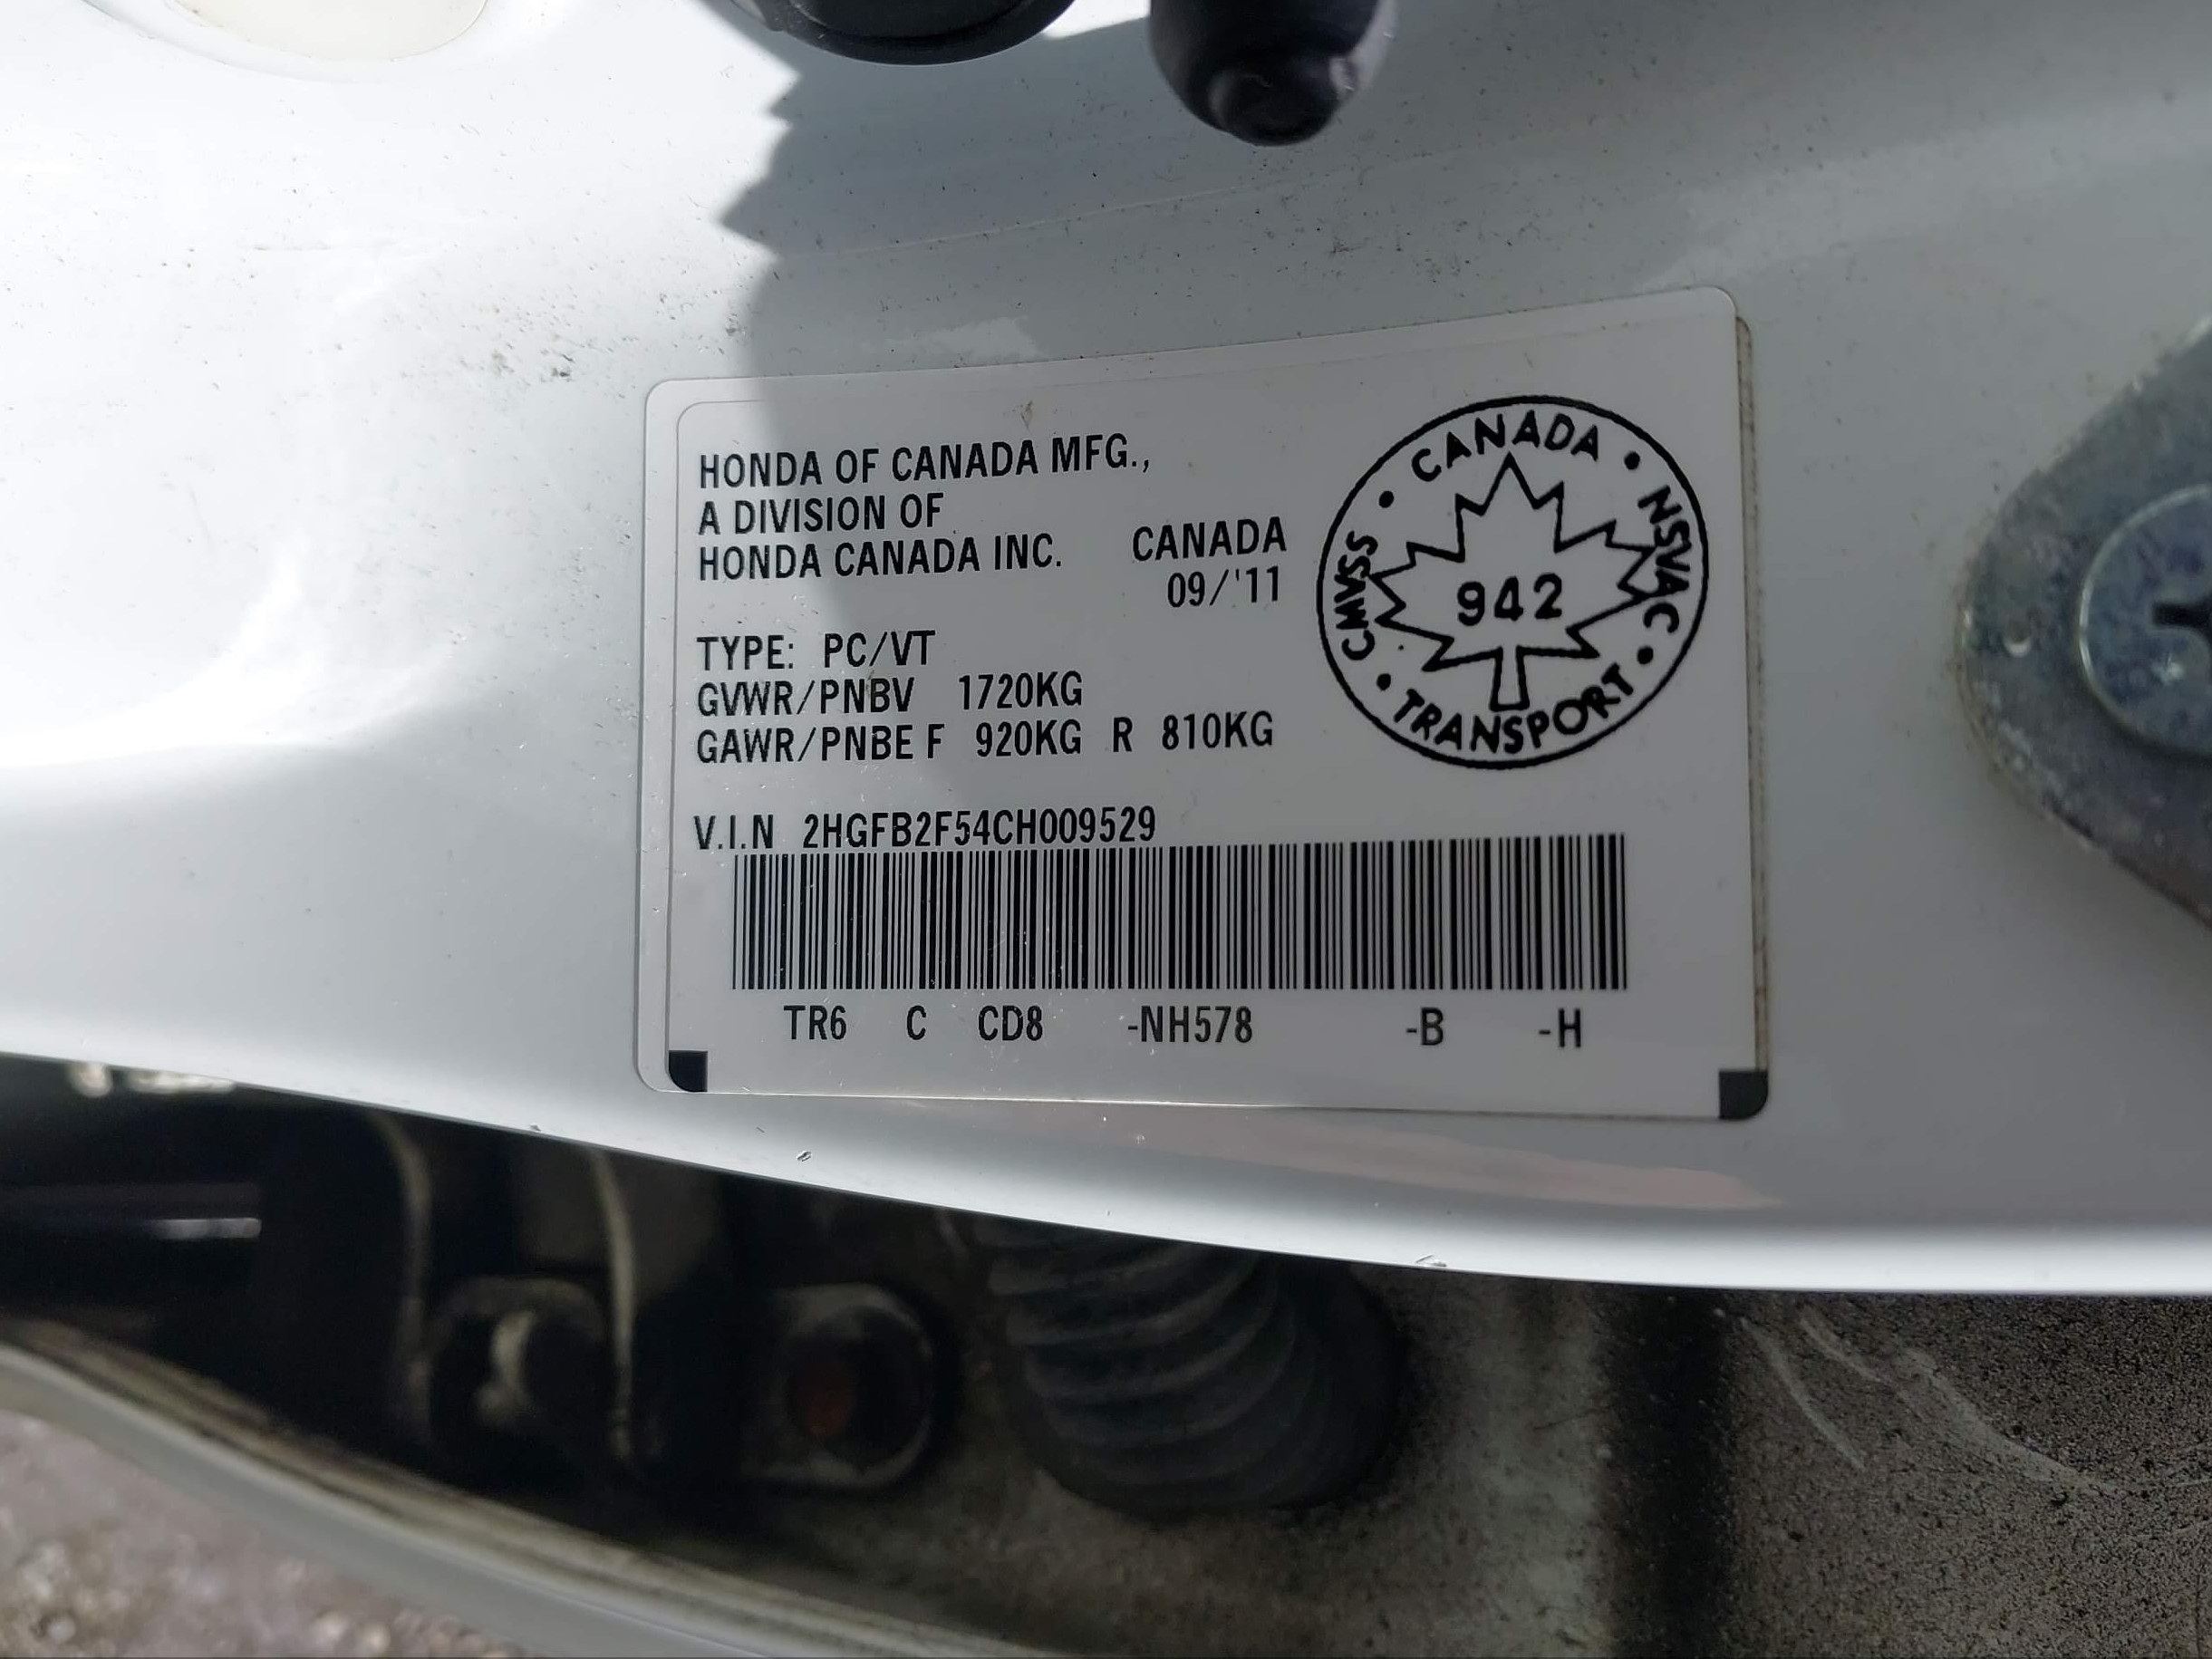 HONDA OF CANADA MFG.,
A DIVISION OF
HONDA CANADA INC. CANADA
09/'11
TYPE: PC/VT
GVWR/PNBV 1720KG
GAWR/PNBE F 920KG R 810KG
CANADA • NSVAC • TRANSPORT • CMVSS •
942
V.I.N 2HGFB2F54CH009529
TR6 C CD8 -NH578 -B -H